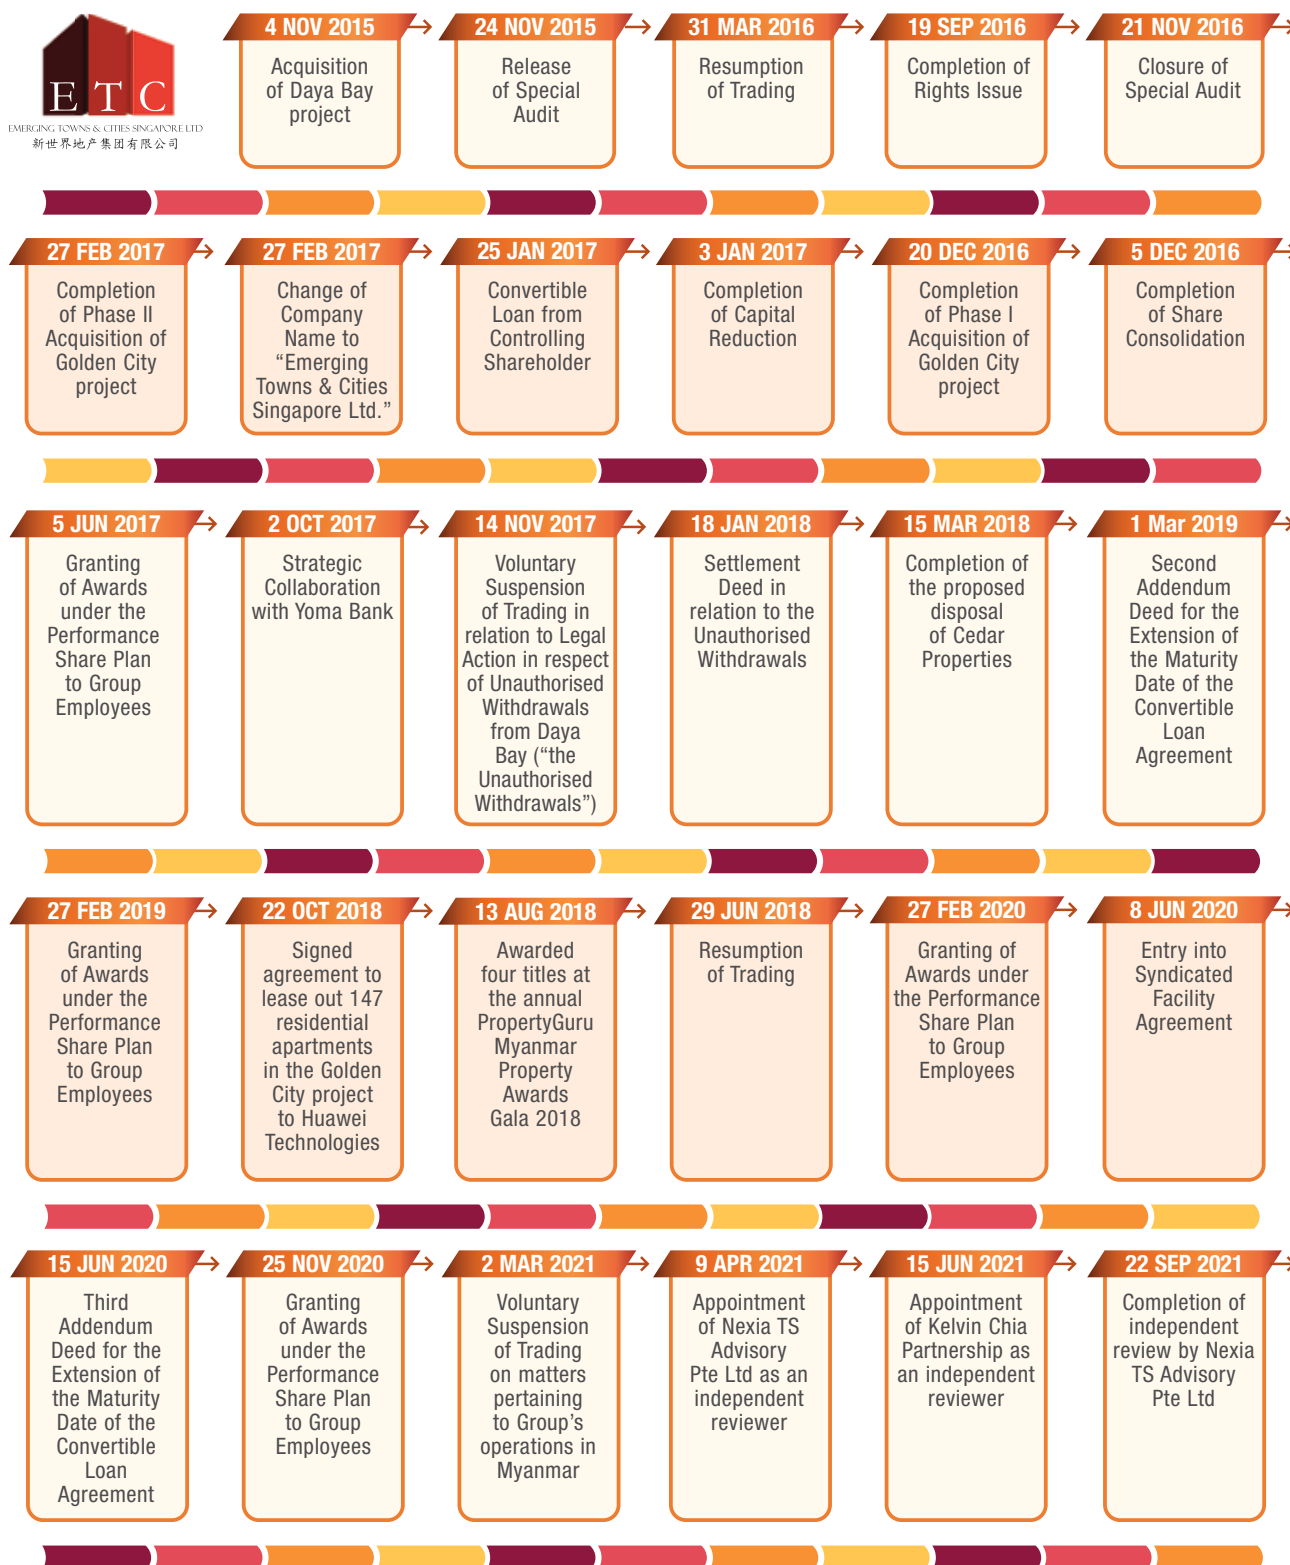 ETC
EMERGING TOWNS & CITIES SINGAPORE LTD
新世界地产集团有限公司
4 NOV 2015
Acquisition
of Daya Bay
project
24 NOV 2015
Release
of Special
Audit
31 MAR 2016
Resumption
of Trading
19 SEP 2016
Completion of
Rights Issue
21 NOV 2016
Closure of
Special Audit
27 FEB 2017
Completion
of Phase II
Acquisition of
Golden City
project
27 FEB 2017
Change of
Company
Name to
“Emerging
Towns & Cities
Singapore Ltd.”
25 JAN 2017
Convertible
Loan from
Controlling
Shareholder
3 JAN 2017
Completion
of Capital
Reduction
20 DEC 2016
Completion
of Phase I
Acquisition of
Golden City
project
5 DEC 2016
Completion
of Share
Consolidation
5 JUN 2017
Granting
of Awards
under the
Performance
Share Plan
to Group
Employees
2 OCT 2017
Strategic
Collaboration
with Yoma Bank
14 NOV 2017
Voluntary
Suspension
of Trading in
relation to Legal
Action in respect
of Unauthorised
Withdrawals
from Daya
Bay (“the
Unauthorised
Withdrawals”)
18 JAN 2018
Settlement
Deed in
relation to the
Unauthorised
Withdrawals
15 MAR 2018
Completion of
the proposed
disposal
of Cedar
Properties
1 Mar 2019
Second
Addendum
Deed for the
Extension of
the Maturity
Date of the
Convertible
Loan
Agreement
27 FEB 2019
Granting
of Awards
under the
Performance
Share Plan
to Group
Employees
22 OCT 2018
Signed
agreement to
lease out 147
residential
apartments
in the Golden
City project
to Huawei
Technologies
13 AUG 2018
Awarded
four titles at
the annual
PropertyGuru
Myanmar
Property
Awards
Gala 2018
29 JUN 2018
Resumption
of Trading
27 FEB 2020
Granting of
Awards under
the Performance
Share Plan
to Group
Employees
8 JUN 2020
Entry into
Syndicated
Facility
Agreement
15 JUN 2020
Third
Addendum
Deed for the
Extension of
the Maturity
Date of the
Convertible
Loan
Agreement
25 NOV 2020
Granting
of Awards
under the
Performance
Share Plan
to Group
Employees
2 MAR 2021
Voluntary
Suspension
of Trading
on matters
pertaining
to Group’s
operations in
Myanmar
9 APR 2021
Appointment
of Nexia TS
Advisory
Pte Ltd as an
independent
reviewer
15 JUN 2021
Appointment
of Kelvin Chia
Partnership as
an independent
reviewer
22 SEP 2021
Completion of
independent
review by Nexia
TS Advisory
Pte Ltd